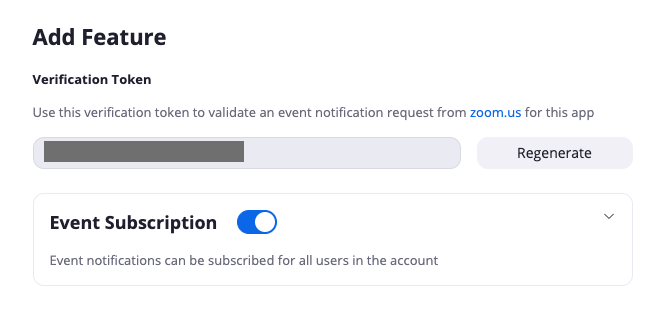 Add Feature
Verification Token
Use this verification token to validate an event notification request from zoom.us for this app
Regenerate
Event Subscription
Event notifications can be subscribed for all users in the account